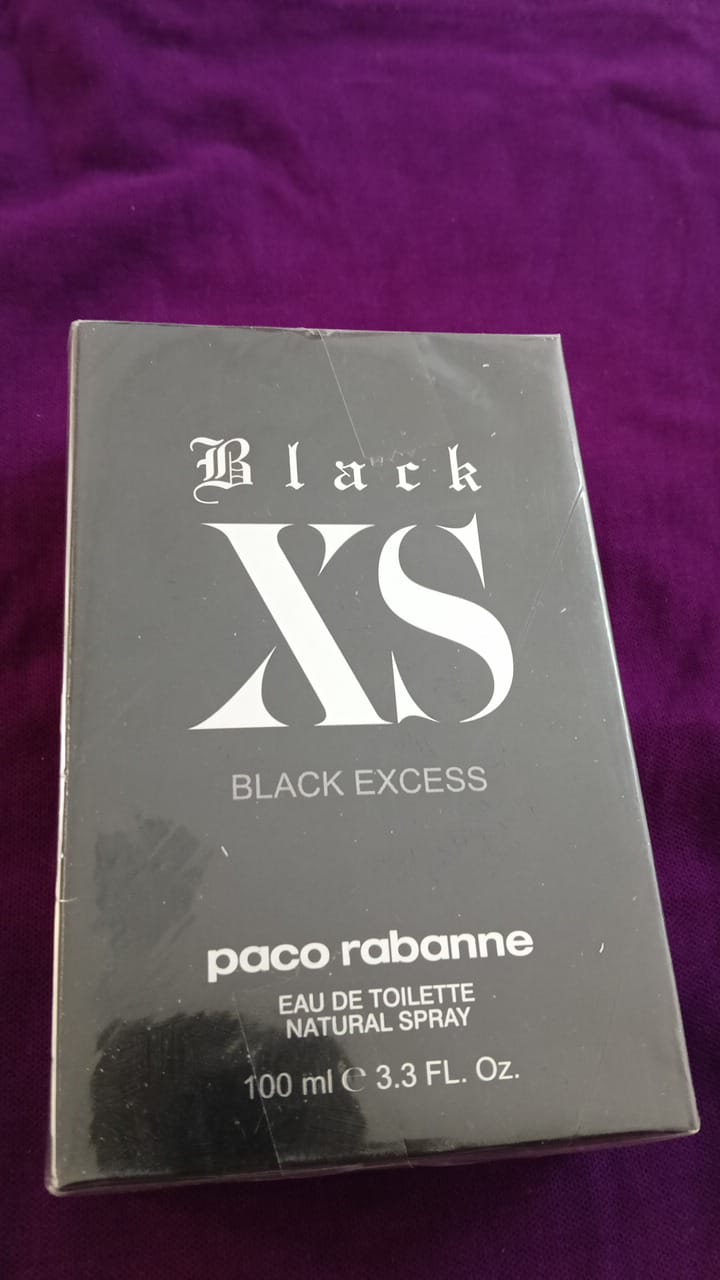 Black
XS
BLACK EXCESS
paco rabanne
EAU DE TOILETTE
NATURAL SPRAY
100 ml ℮ 3.3 FL. Oz.